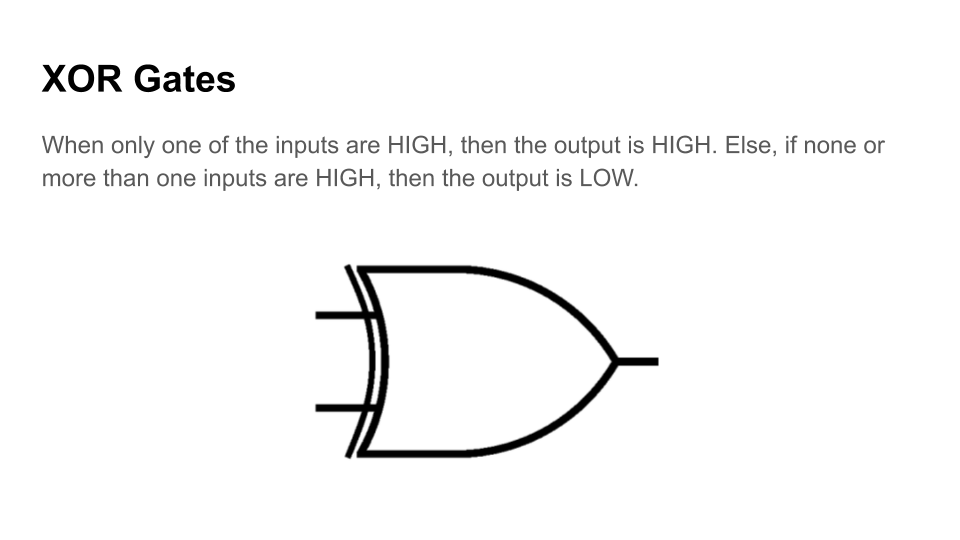 XOR Gates
When only one of the inputs are HIGH, then the output is HIGH. Else, if none or
more than one inputs are HIGH, then the output is LOW.